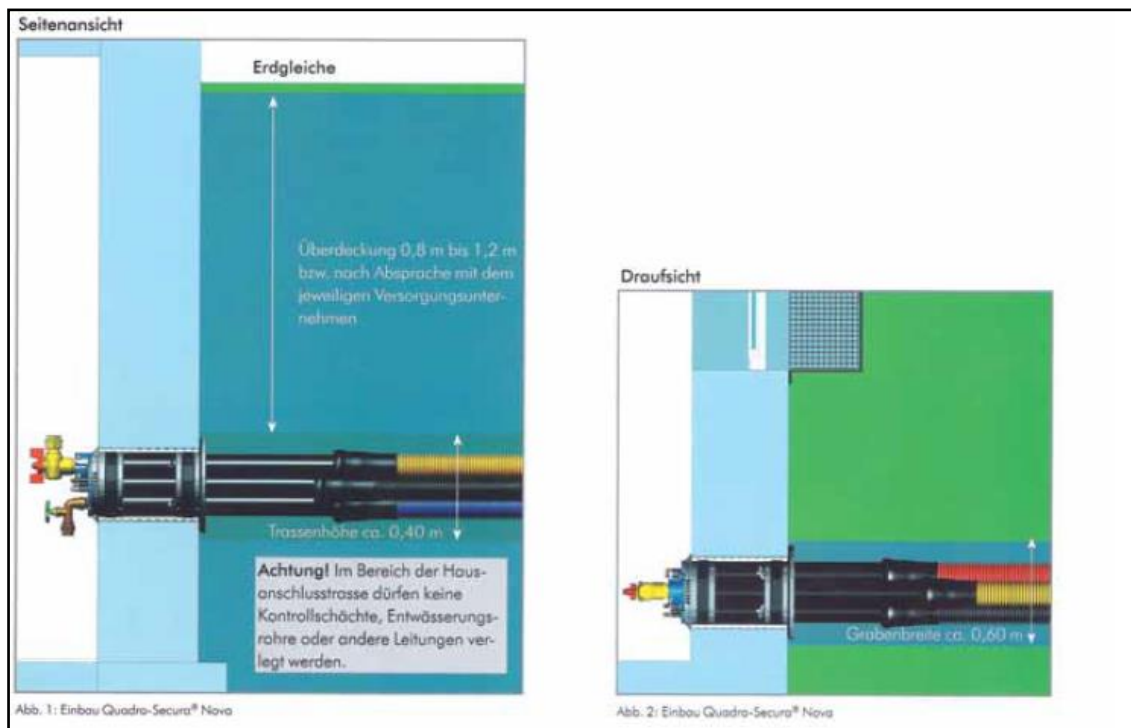 Seitenansicht
Erdgleiche
Überdeckung 0,8 m bis 1,2 m
bzw. nach Absprache mit dem
jeweiligen Versorgungsunter-
nehmen
Trassenhöhe ca. 0,40 m
Achtung! Im Bereich der Haus-
anschlusstrasse dürfen keine
Kontrollschächte, Entwässerungs-
rohre oder andere Leitungen ver-
legt werden.
Abb. 1: Einbau Quadro-Secura® Nova
Draufsicht
Grabenbreite ca. 0,60 m
Abb. 2: Einbau Quadro-Secura® Nova